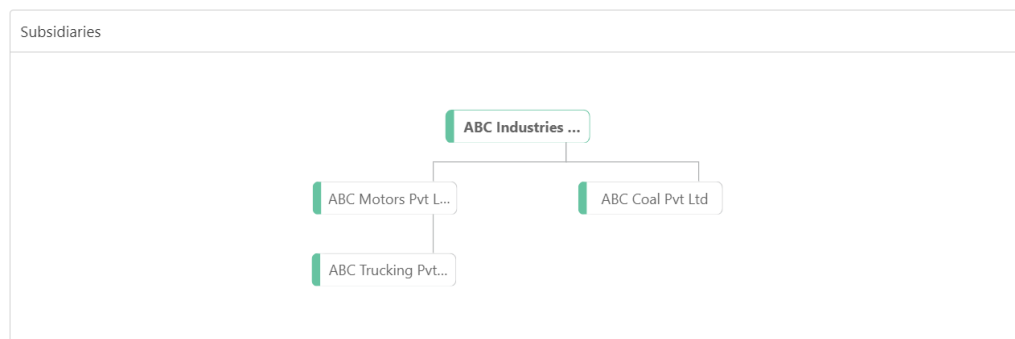 Subsidiaries
ABC Industries ...
ABC Motors Pvt L...
ABC Coal Pvt Ltd
ABC Trucking Pvt...